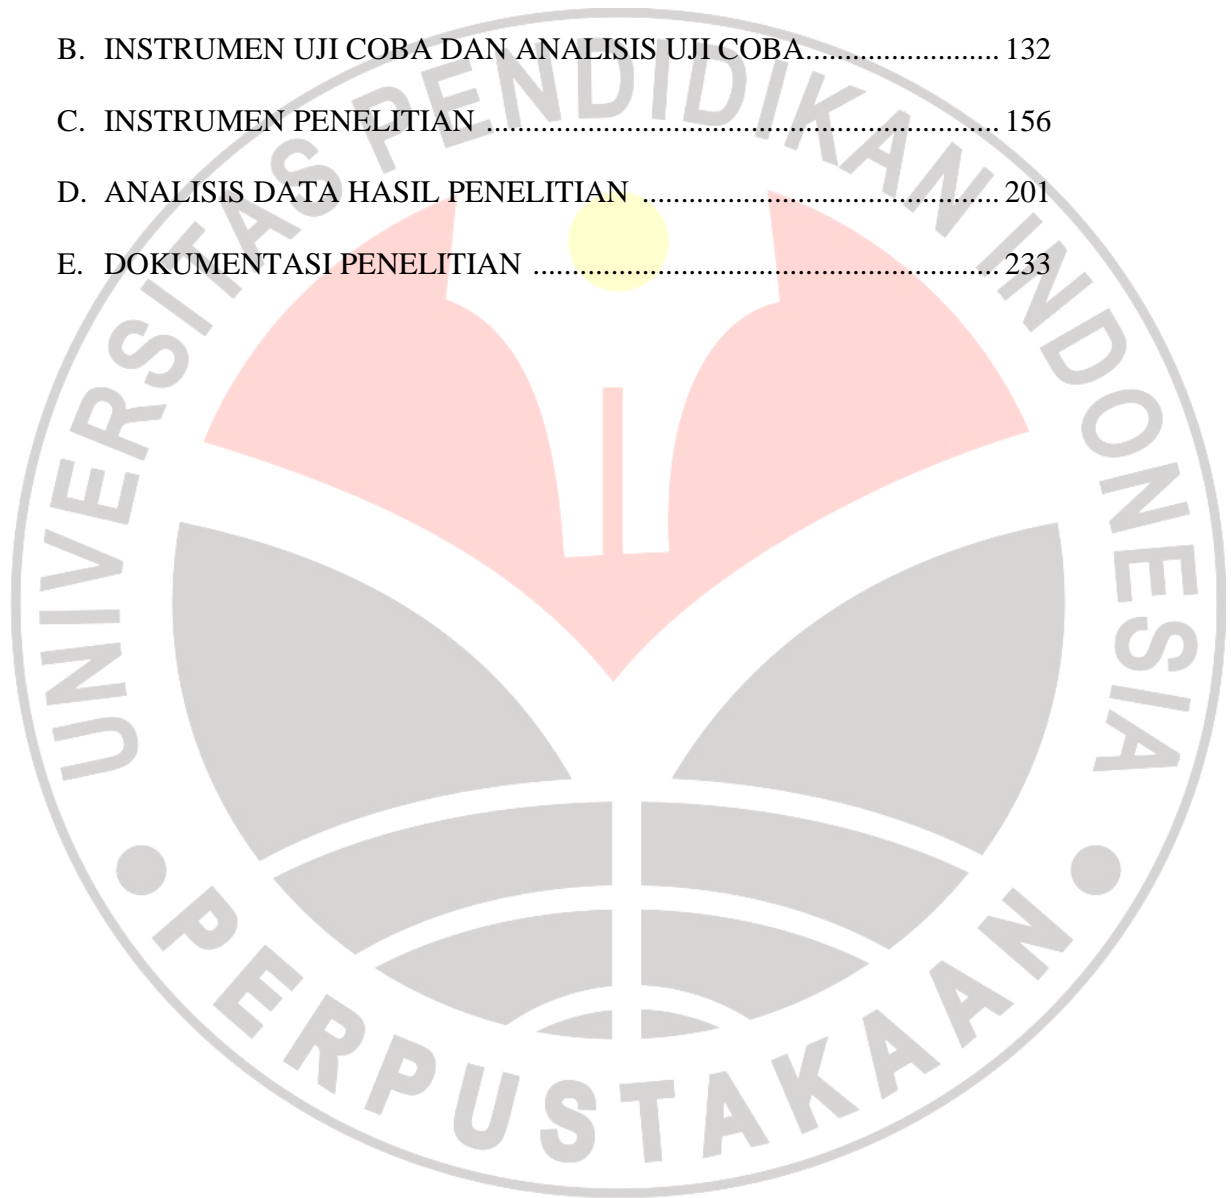 B. INSTRUMEN UJI COBA DAN ANALISIS UJI COBA......................... 132
C. INSTRUMEN PENELITIAN .................................................................. 156
D. ANALISIS DATA HASIL PENELITIAN .............................................. 201
E. DOKUMENTASI PENELITIAN ............................................................ 233
UNIVERSITAS PENDIDIKAN INDONESIA
PERPUSTAKAAN